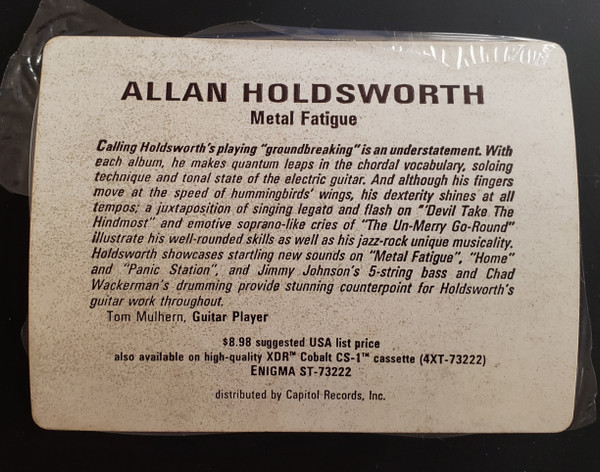 ALLAN HOLDSWORTH
Metal Fatigue
Calling Holdsworth's playing "groundbreaking" is an understatement. With
each album, he makes quantum leaps in the chordal vocabulary, soloing
technique and tonal state of the electric guitar. And although his fingers
move at the speed of hummingbirds' wings, his dexterity shines at all
tempos; a juxtaposition of singing legato and flash on "Devil Take The
Hindmost" and emotive soprano-like cries of "The Un-Merry Go-Round"
illustrate his well-rounded skills as well as his jazz-rock unique musicality.
Holdsworth showcases startling new sounds on "Metal Fatigue", "Home"
and "Panic Station", and Jimmy Johnson's 5-string bass and Chad
Wackerman's drumming provide stunning counterpoint for Holdsworth's
guitar work throughout.
Tom Mulhern, Guitar Player
$8.98 suggested USA list price
also available on high-quality XDR™ Cobalt CS-1™ cassette (4XT-73222)
ENIGMA ST-73222
distributed by Capitol Records, Inc.